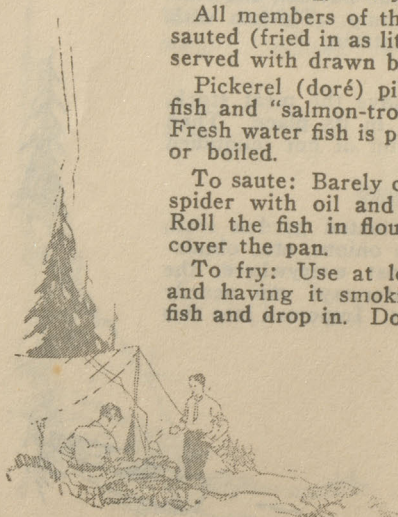 All members of th
sauted (fried in as lit
served with drawn b
Pickerel (doré) pi
fish and "salmon-tro
Fresh water fish is p
or boiled.
To saute: Barely c
spider with oil and
Roll the fish in flou
cover the pan.
To fry: Use at le
and having it smoki
fish and drop in. Do